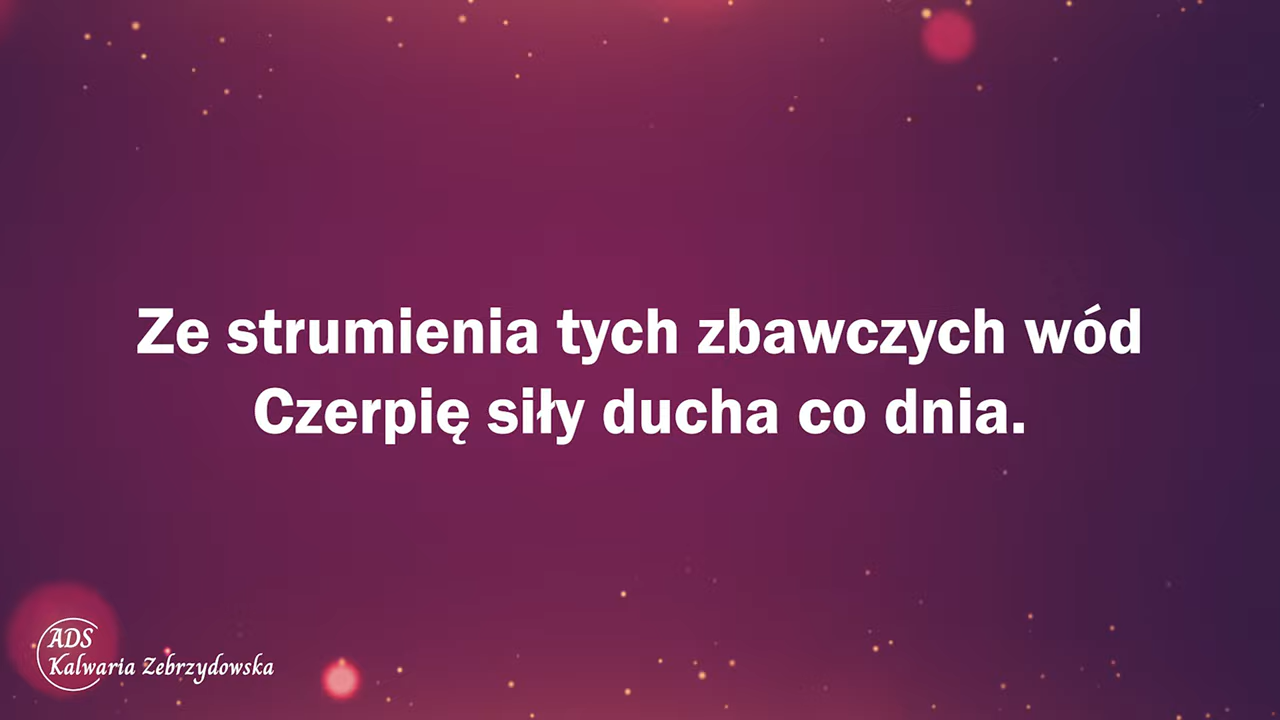 Ze strumienia tych zbawczych wód
Czerpię siły ducha co dnia.
ADS
Kalwaria Zebrzydowska